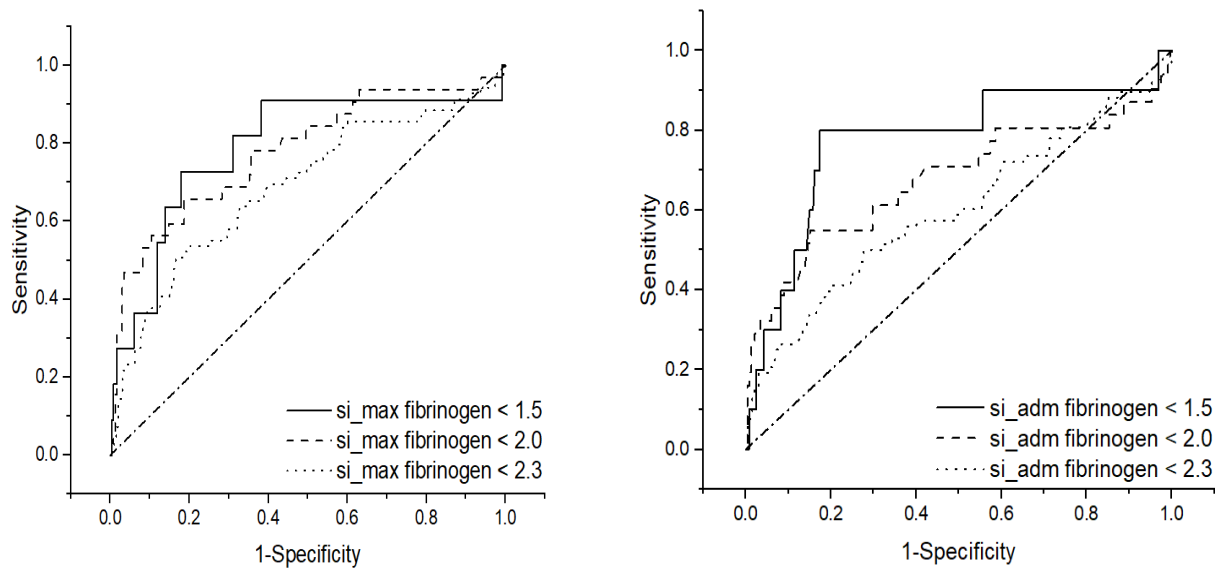 1.0
0.8
0.6
0.4
0.2
0.0
Sensitivity
si_max fibrinogen < 1.5
si_max fibrinogen < 2.0
si_max fibrinogen < 2.3
0.0 0.2 0.4 0.6 0.8 1.0
1-Specificity
1.0
0.8
0.6
0.4
0.2
0.0
Sensitivity
si_adm fibrinogen < 1.5
si_adm fibrinogen < 2.0
si_adm fibrinogen < 2.3
0.0 0.2 0.4 0.6 0.8 1.0
1-Specificity